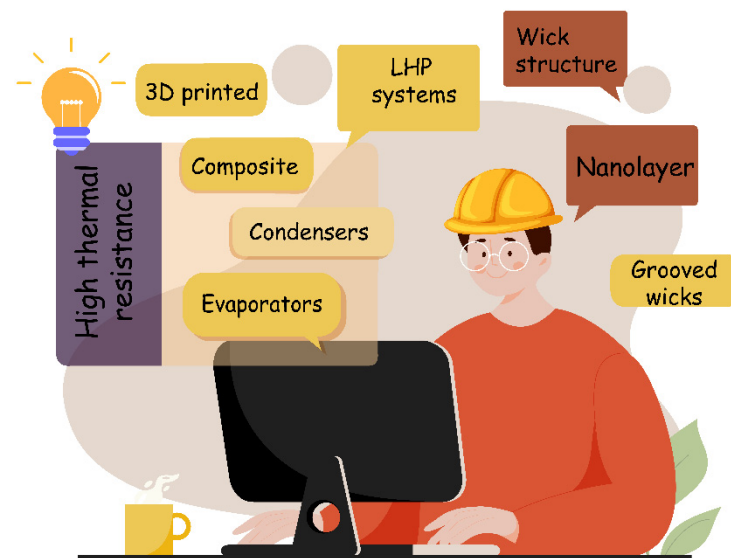 3D printed
LHP
systems
Wick
structure
High thermal
resistance
Composite
Condensers
Evaporators
Nanolayer
Grooved
wicks